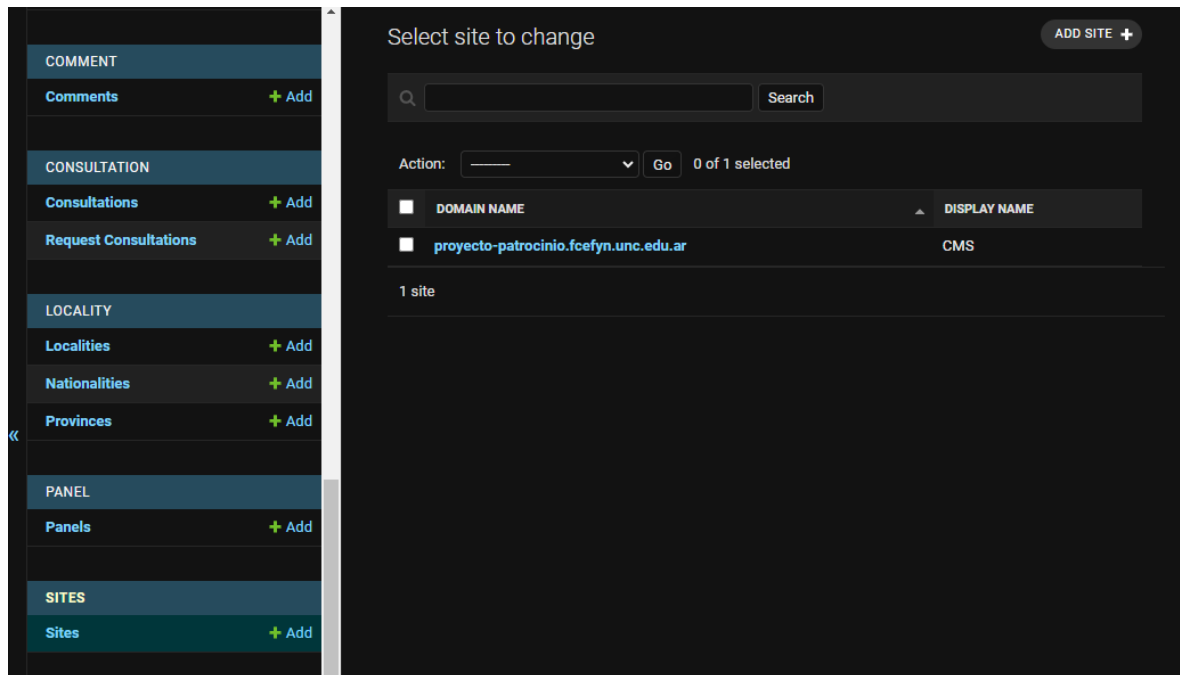 COMMENT
Comments + Add
CONSULTATION
Consultations + Add
Request Consultations + Add
LOCALITY
Localities + Add
Nationalities + Add
Provinces + Add
PANEL
Panels + Add
SITES
Sites + Add
«
Select site to change
ADD SITE +
Search
Action: --------- Go 0 of 1 selected
DOMAIN NAME DISPLAY NAME
proyecto-patrocinio.fcefyn.unc.edu.ar CMS
1 site